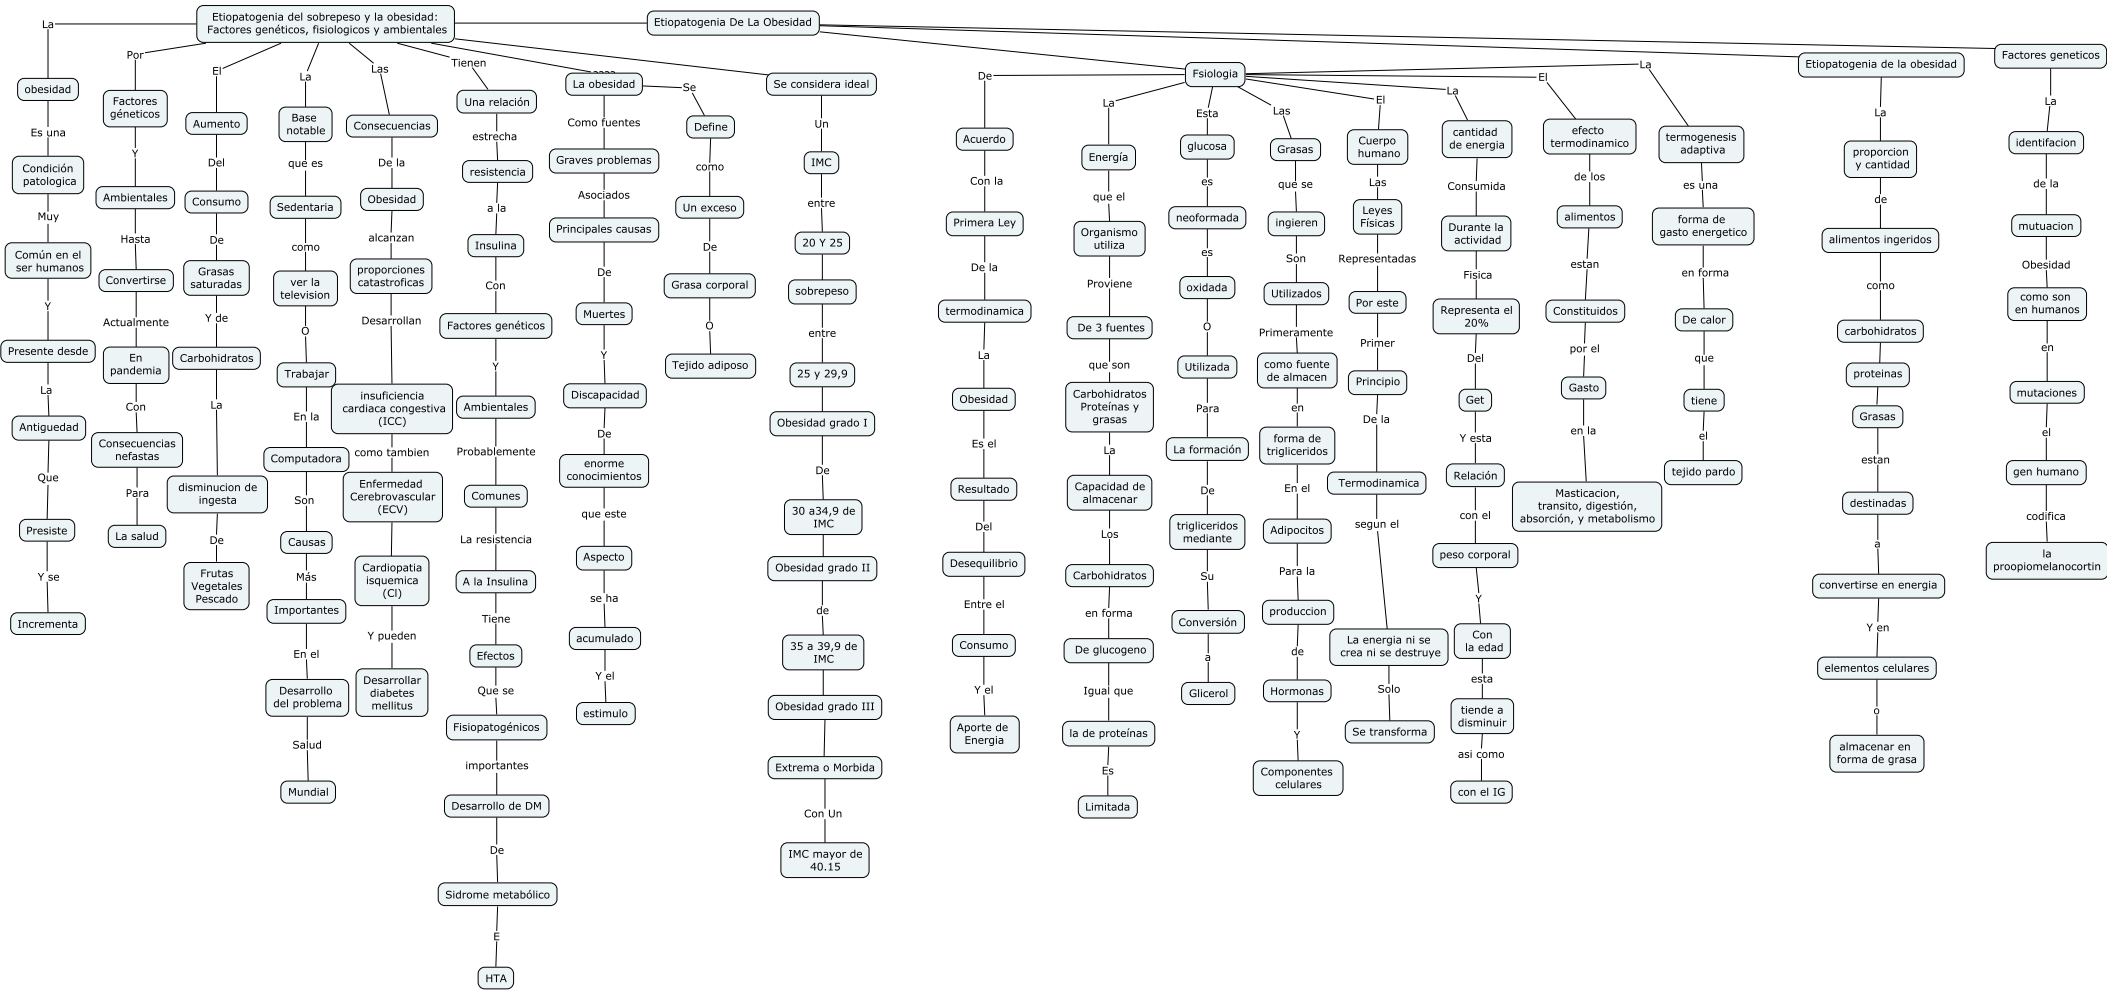 Etiopatogenia De La Obesidad
Etiopatogenia del sobrepeso y la obesidad:
Factores genéticos, fisiologicos y ambientales
La
obesidad
Es una
Condición
patologica
Muy
Común en el
ser humanos
Y
Presente desde
La
Antiguedad
Que
Presiste
Y se
Incrementa
Por
Factores
géneticos
Y
Ambientales
Hasta
Convertirse
Actualmente
En
pandemia
Con
Consecuencias
nefastas
Para
La salud
El
Aumento
Del
Consumo
De
Grasas
saturadas
Y de
Carbohidratos
La
disminucion de
ingesta
De
Frutas
Vegetales
Pescado
La
Base
notable
que es
Sedentaria
como
ver la
television
O
Trabajar
En la
Computadora
Son
Causas
Más
Importantes
En el
Desarrollo
del problema
Salud
Mundial
Las
Consecuencias
De la
Obesidad
alcanzan
proporciones
catastroficas
Desarrollan
insuficiencia
cardiaca congestiva
(ICC)
como tambien
Enfermedad
Cerebrovascular
(ECV)
Cardiopatia
isquemica
(Cl)
Y pueden
Desarrollar
diabetes
mellitus
Tienen
Una relación
estrecha
resistencia
a la
Insulina
Con
Factores genéticos
Y
Ambientales
Probablemente
Comunes
La resistencia
A la Insulina
Tiene
Efectos
Que se
Fisiopatogénicos
importantes
Desarrollo de DM
De
Sidrome metabólico
E
HTA
????
La obesidad
Como fuentes
Graves problemas
Asociados
Principales causas
De
Muertes
Y
Discapacidad
De
enorme
conocimientos
que este
Aspecto
se ha
acumulado
Y el
estimulo
Se
Define
como
Un exceso
De
Grasa corporal
O
Tejido adiposo
Se considera ideal
Un
IMC
entre
20 Y 25
sobrepeso
entre
25 y 29,9
Obesidad grado I
De
30 a34,9 de
IMC
Obesidad grado II
de
35 a 39,9 de
IMC
Obesidad grado III
Extrema o Morbida
Con Un
IMC mayor de
40.15
Fsiologia
De
Acuerdo
Con la
Primera Ley
De la
termodinamica
La
Obesidad
Es el
Resultado
Del
Desequilibrio
Entre el
Consumo
Y el
Aporte de
Energia
La
Energía
que el
Organismo
utiliza
Proviene
De 3 fuentes
que son
Carbohidratos
Proteínas y
grasas
La
Capacidad de
almacenar
Los
Carbohidratos
en forma
De glucogeno
Igual que
la de proteínas
Es
Limitada
Esta
glucosa
es
neoformada
es
oxidada
O
Utilizada
Para
La formación
De
trigliceridos
mediante
Su
Conversión
a
Glicerol
Las
Grasas
que se
ingieren
Son
Utilizados
Primeramente
como fuente
de almacen
en
forma de
trigliceridos
En el
Adipocitos
Para la
produccion
de
Hormonas
Y
Componentes
celulares
El
Cuerpo
humano
Las
Leyes
Físicas
Representadas
Por este
Primer
Principio
De la
Termodinamica
segun el
La energia ni se
crea ni se destruye
Solo
Se transforma
La
cantidad
de energia
Consumida
Durante la
actividad
Fisica
Representa el
20%
Del
Get
Y esta
Relación
con el
peso corporal
Y
Con
la edad
esta
tiende a
disminuir
asi como
con el IG
El
efecto
termodinamico
de los
alimentos
estan
Constituidos
por el
Gasto
en la
Masticacion,
transito, digestión,
absorción, y metabolismo
La
termogenesis
adaptiva
es una
forma de
gasto energetico
en forma
De calor
que
tiene
el
tejido pardo
Etiopatogenia de la obesidad
La
proporcion
y cantidad
de
alimentos ingeridos
como
carbohidratos
proteinas
Grasas
estan
destinadas
a
convertirse en energia
Y en
elementos celulares
o
almacenar en
forma de grasa
Factores geneticos
La
identifacion
de la
mutuacion
Obesidad
como son
en humanos
en
mutaciones
el
gen humano
codifica
la
proopiomelanocortin